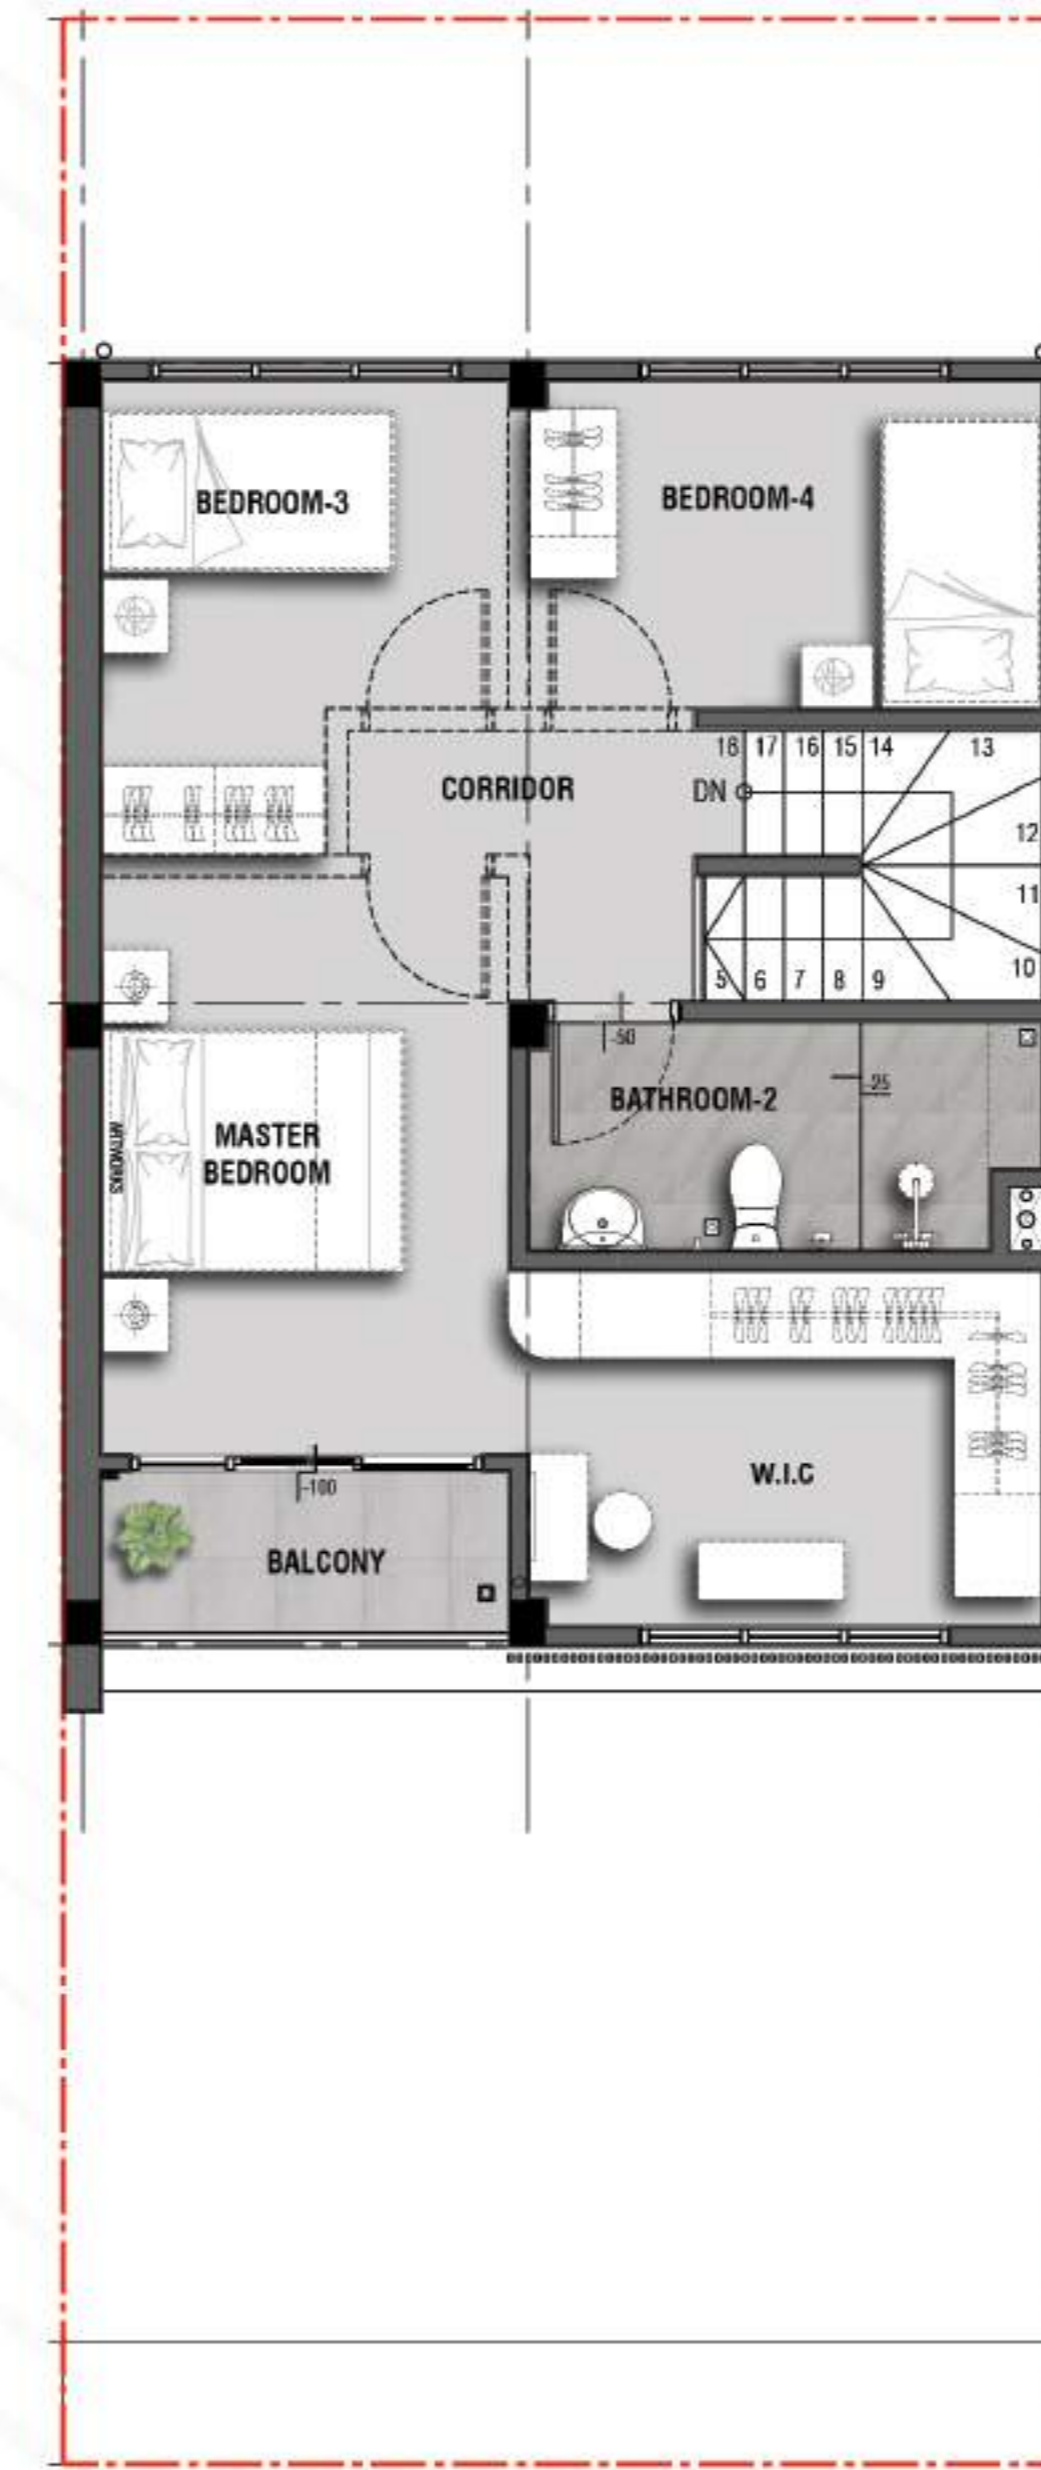 BEDROOM-3
BEDROOM-4
18 17 16 15 14 13
CORRIDOR
DN
12
11
10
5 6 7 8 9
-50
BATHROOM-2
-25
MASTER
BEDROOM
ARTWORKS
W.I.C
-100
BALCONY